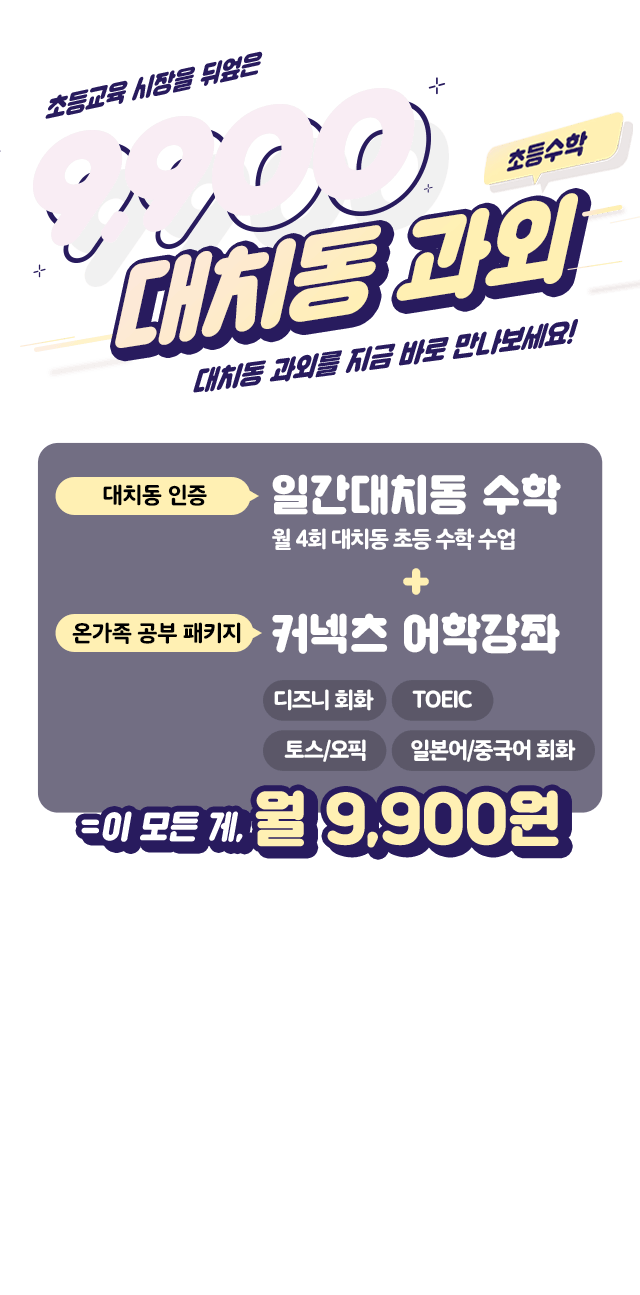 초등교육 시장을 뒤엎은
9,900
초등수학
대치동 과외
대치동 과외를 지금 바로 만나보세요!
대치동 인증
일간대치동 수학
월 4회 대치동 초등 수학 수업
+
온가족 공부 패키지
커넥츠 어학강좌
디즈니 회화
TOEIC
토스/오픽
일본어/중국어 회화
=이 모든 게, 월 9,900원